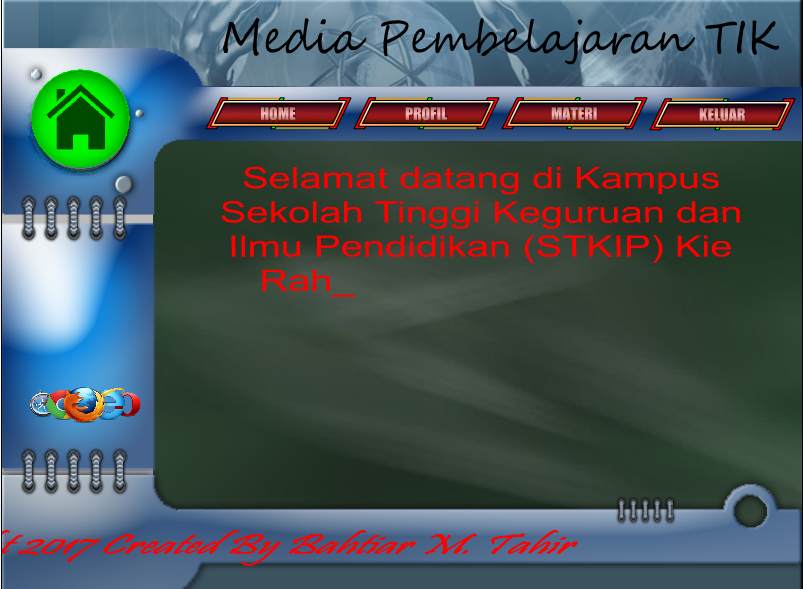 Media Pembelajaran TIK
HOME PROFIL MATERI KELUAR
Selamat datang di Kampus
Sekolah Tinggi Keguruan dan
Ilmu Pendidikan (STKIP) Kie
Rah_
2017 Created By Bahtiar M. Tahir